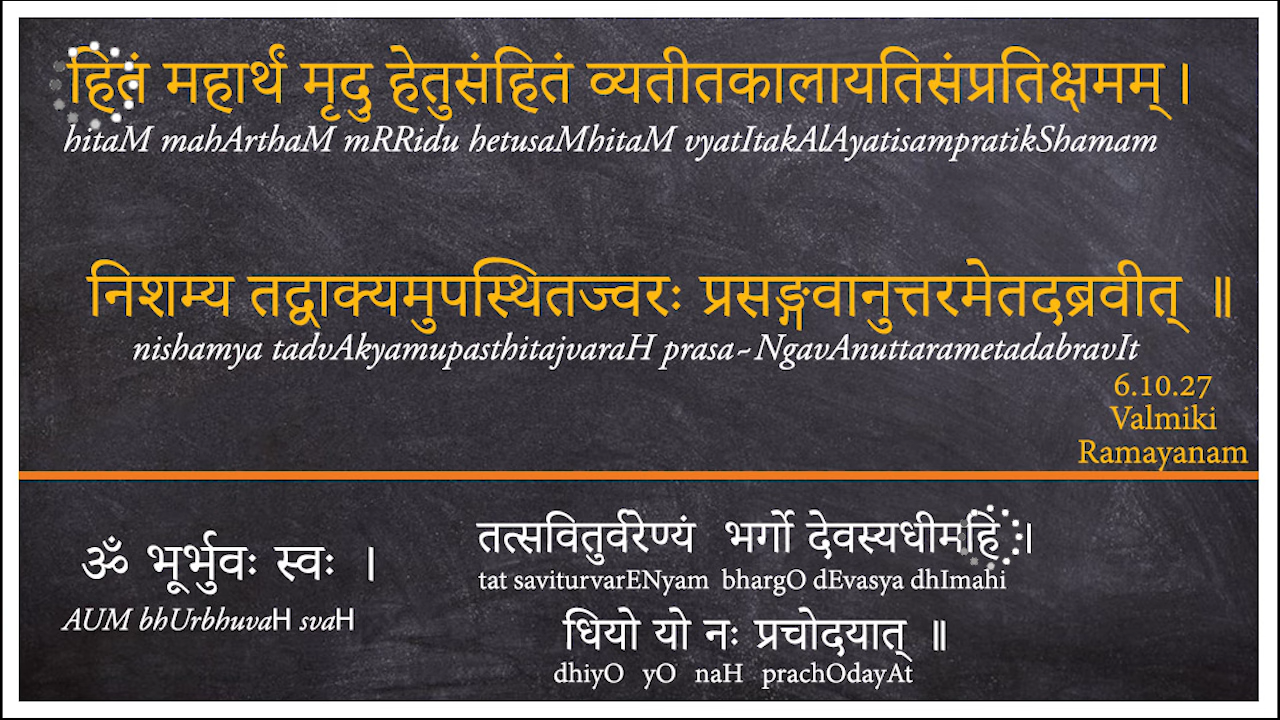 हितं महार्थं मृदु हेतुसंहितं व्यतीतकालायतिसंप्रतिक्षमम् ।
hitaM mahArthaM mRRidu hetusaMhitaM vyatItakAlAyatisampratikShamam
निशम्य तद्वाक्यमुपस्थितज्वरः प्रसङ्गवानुत्तरमेतदब्रवीत् ॥
nishamya tadvAkyamupasthitajvaraH prasa~NgavAnuttarametadabravIt
6.10.27
Valmiki
Ramayanam
ॐ भूर्भुवः स्वः ।
AUM bhUrbhuvaH svaH
तत्सवितुर्वरेण्यं भर्गो देवस्यधीमहि ।
tat saviturvarENyam bhargO dEvasya dhImahi
धियो यो नः प्रचोदयात् ॥
dhiyO yO naH prachOdayAt